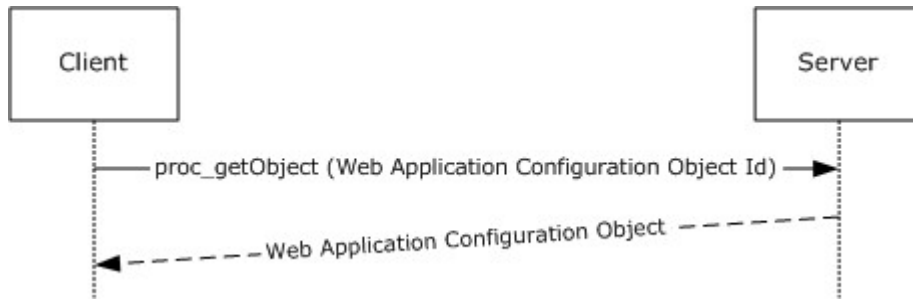 Client
Server
proc_getObject (Web Application Configuration Object Id)
Web Application Configuration Object